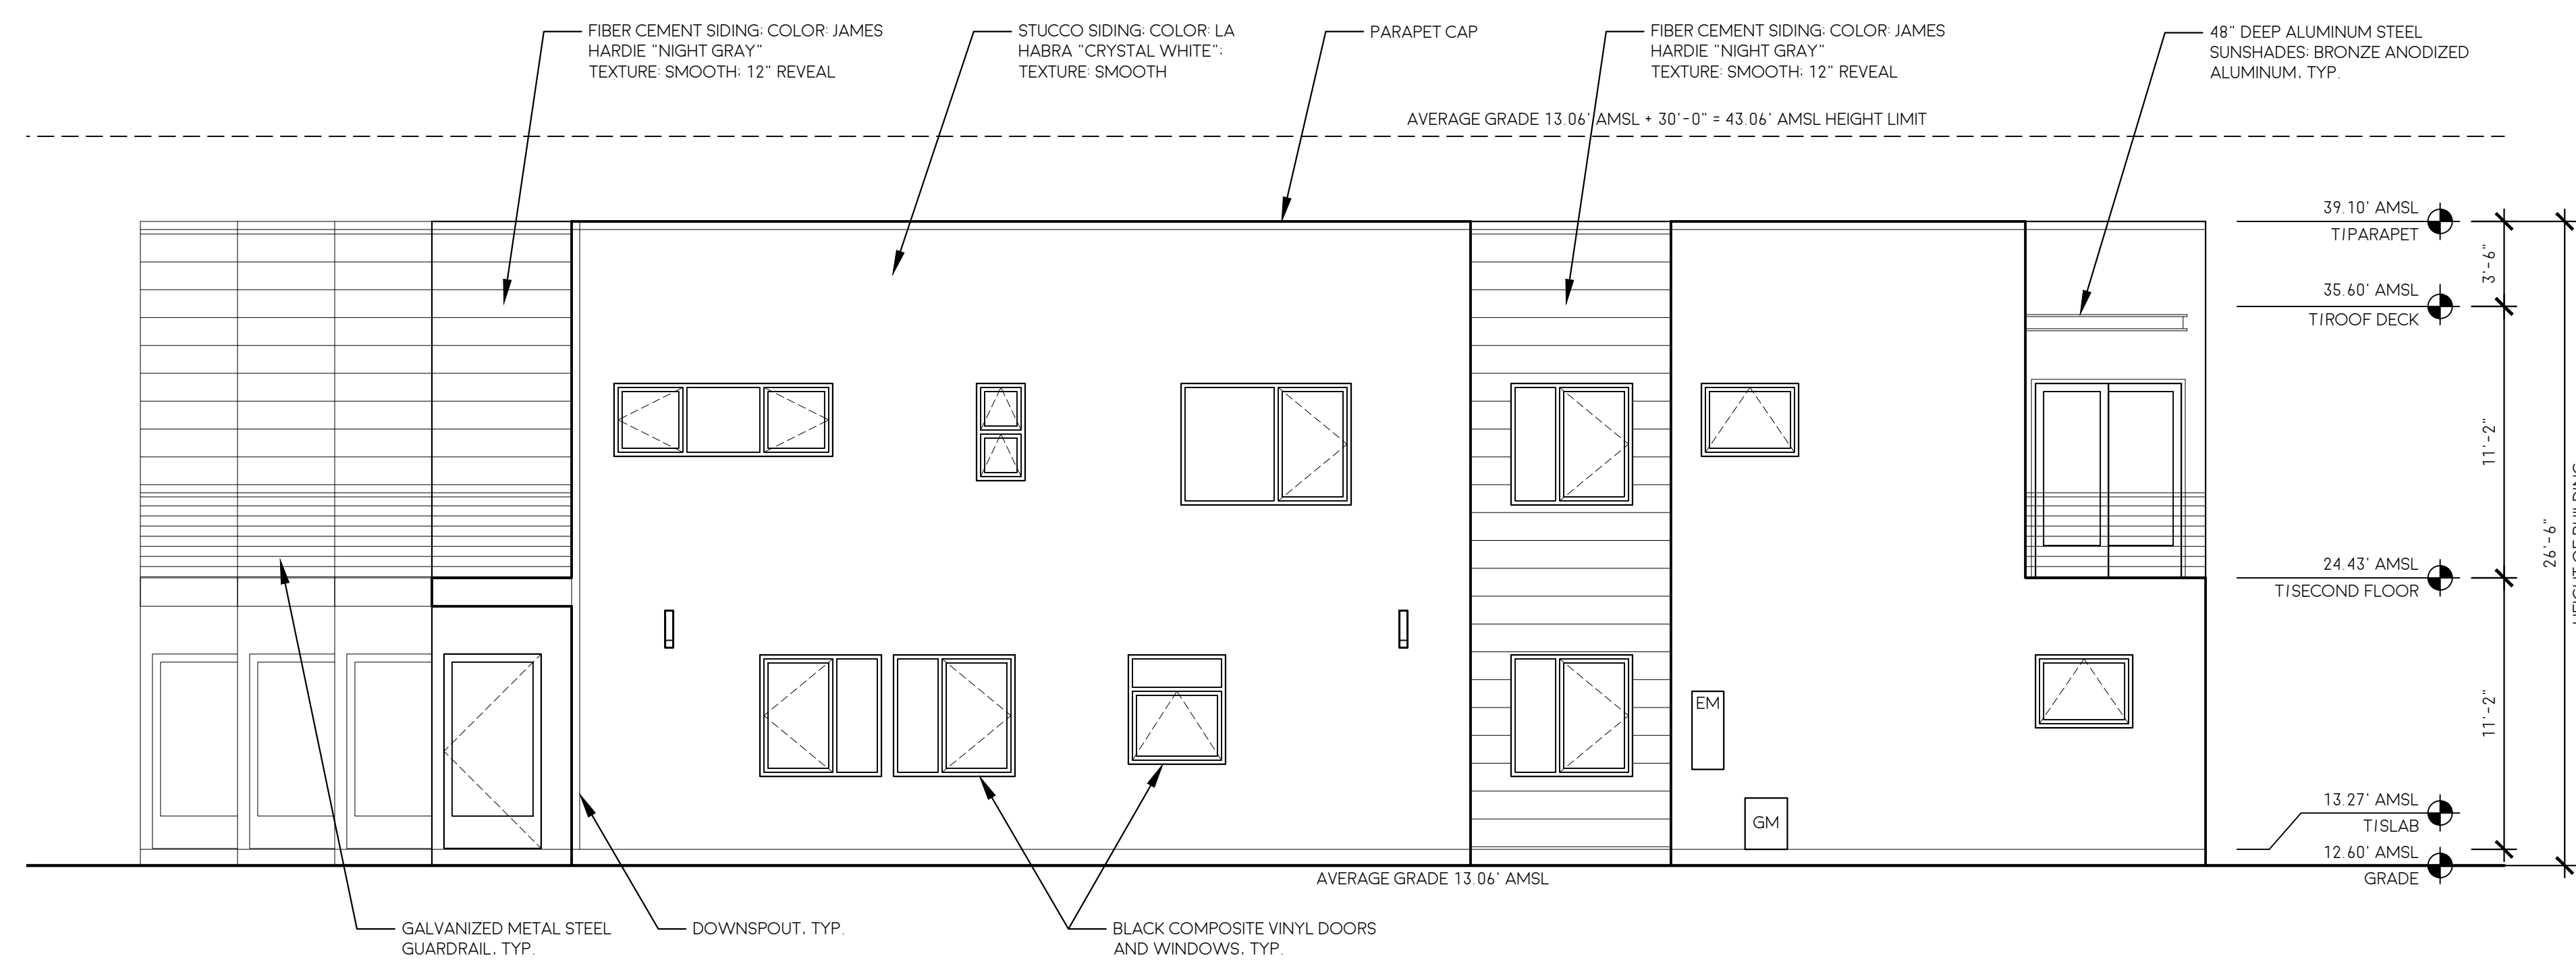 FIBER CEMENT SIDING; COLOR: JAMES
HARDIE "NIGHT GRAY"
TEXTURE: SMOOTH; 12" REVEAL
STUCCO SIDING; COLOR: LA
HABRA "CRYSTAL WHITE";
TEXTURE: SMOOTH
PARAPET CAP
FIBER CEMENT SIDING; COLOR: JAMES
HARDIE "NIGHT GRAY"
TEXTURE: SMOOTH; 12" REVEAL
48" DEEP ALUMINUM STEEL
SUNSHADES; BRONZE ANODIZED
ALUMINUM, TYP.
AVERAGE GRADE 13.06' AMSL + 30'-0" = 43.06' AMSL HEIGHT LIMIT
39.10' AMSL
T/PARAPET
3'-6"
35.60' AMSL
T/ROOF DECK
11'-2"
26'-6"
24.43' AMSL
T/SECOND FLOOR
11'-2"
EM
GM
13.27' AMSL
T/SLAB
12.60' AMSL
GRADE
AVERAGE GRADE 13.06' AMSL
GALVANIZED METAL STEEL
GUARDRAIL, TYP.
DOWNSPOUT, TYP.
BLACK COMPOSITE VINYL DOORS
AND WINDOWS, TYP.